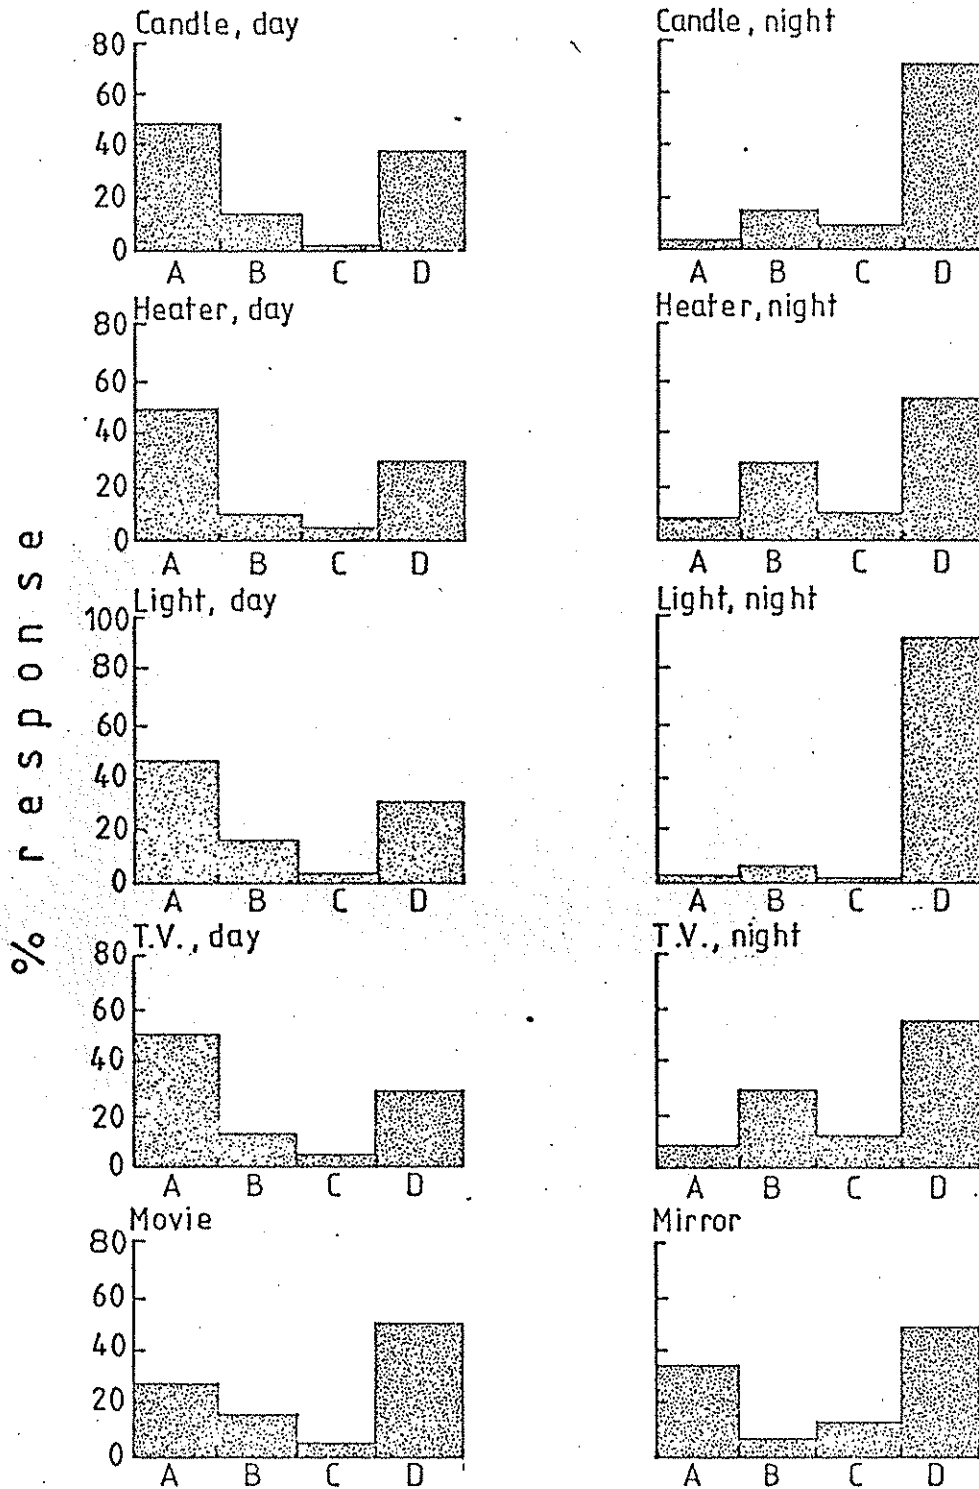 Candle, day
Candle, night
80
60
40
20
0
A B C D
A B C D
Heater, day
Heater, night
80
60
40
20
0
A B C D
A B C D
Light, day
Light, night
100
80
60
40
20
0
A B C D
A B C D
T.V., day
T.V., night
80
60
40
20
0
A B C D
A B C D
Movie
Mirror
80
60
40
20
0
A B C D
A B C D
% response